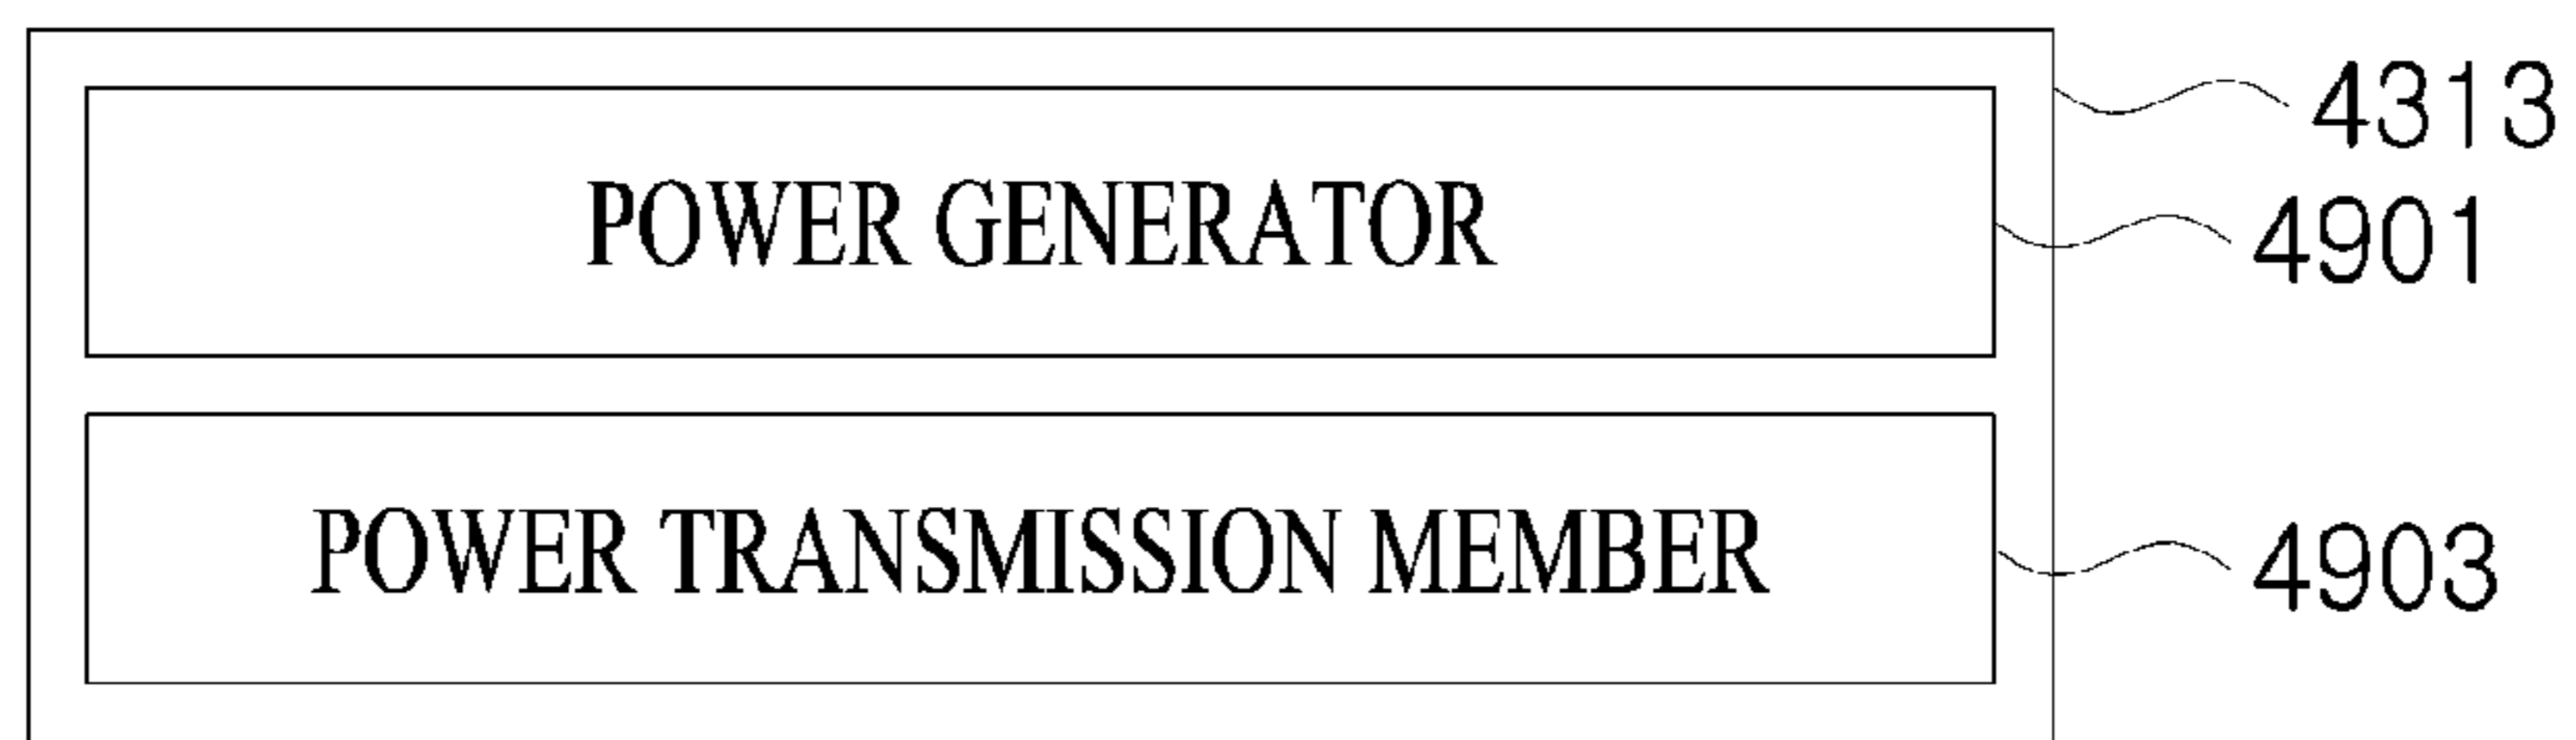 4313
POWER GENERATOR 4901
POWER TRANSMISSION MEMBER 4903